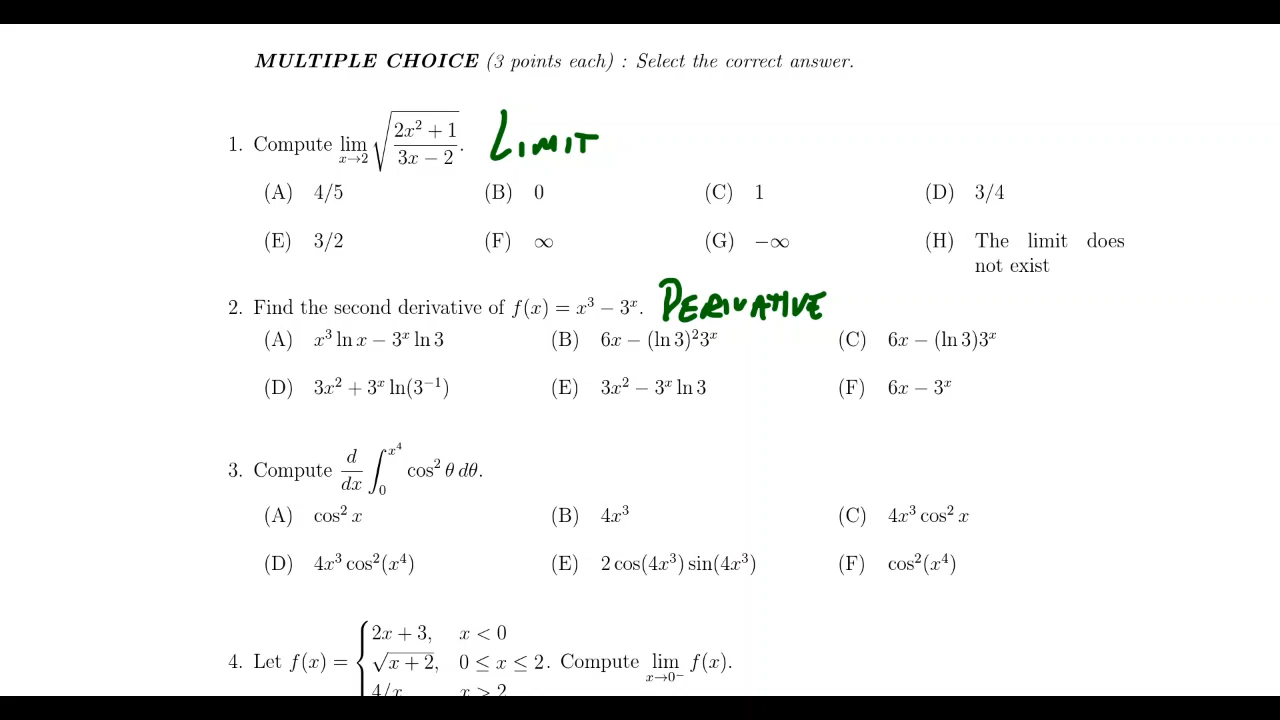 MULTIPLE CHOICE (3 points each) : Select the correct answer.
1. Compute lim x→2 √((2x² + 1)/(3x − 2)). LIMIT
(A) 4/5 (B) 0 (C) 1 (D) 3/4
(E) 3/2 (F) ∞ (G) −∞ (H) The limit does
not exist
2. Find the second derivative of f(x) = x³ − 3ˣ. DERIVATIVE
(A) x³ ln x − 3ˣ ln 3 (B) 6x − (ln 3)²3ˣ (C) 6x − (ln 3)3ˣ
(D) 3x² + 3ˣ ln(3⁻¹) (E) 3x² − 3ˣ ln 3 (F) 6x − 3ˣ
3. Compute d/dx ∫₀^(x⁴) cos² θ dθ.
(A) cos² x (B) 4x³ (C) 4x³ cos² x
(D) 4x³ cos²(x⁴) (E) 2 cos(4x³) sin(4x³) (F) cos²(x⁴)
2x + 3, x < 0
4. Let f(x) = { √(x + 2), 0 ≤ x ≤ 2. Compute lim x→0⁻ f(x).
4/x x > 2